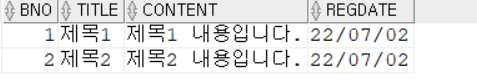 BNO TITLE CONTENT REGDATE
1 제목1 제목1 내용입니다. 22/07/02
2 제목2 제목2 내용입니다. 22/07/02